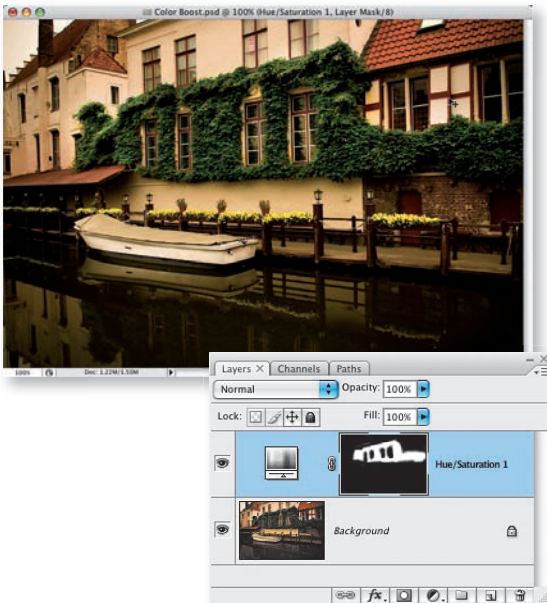 Color Boost.psd @ 100% (Hue/Saturation 1, Layer Mask/8)
100% Doc: 1.22M/1.50M
Layers × Channels Paths
Normal Opacity: 100%
Lock: Fill: 100%
Hue/Saturation 1
Background
fx.